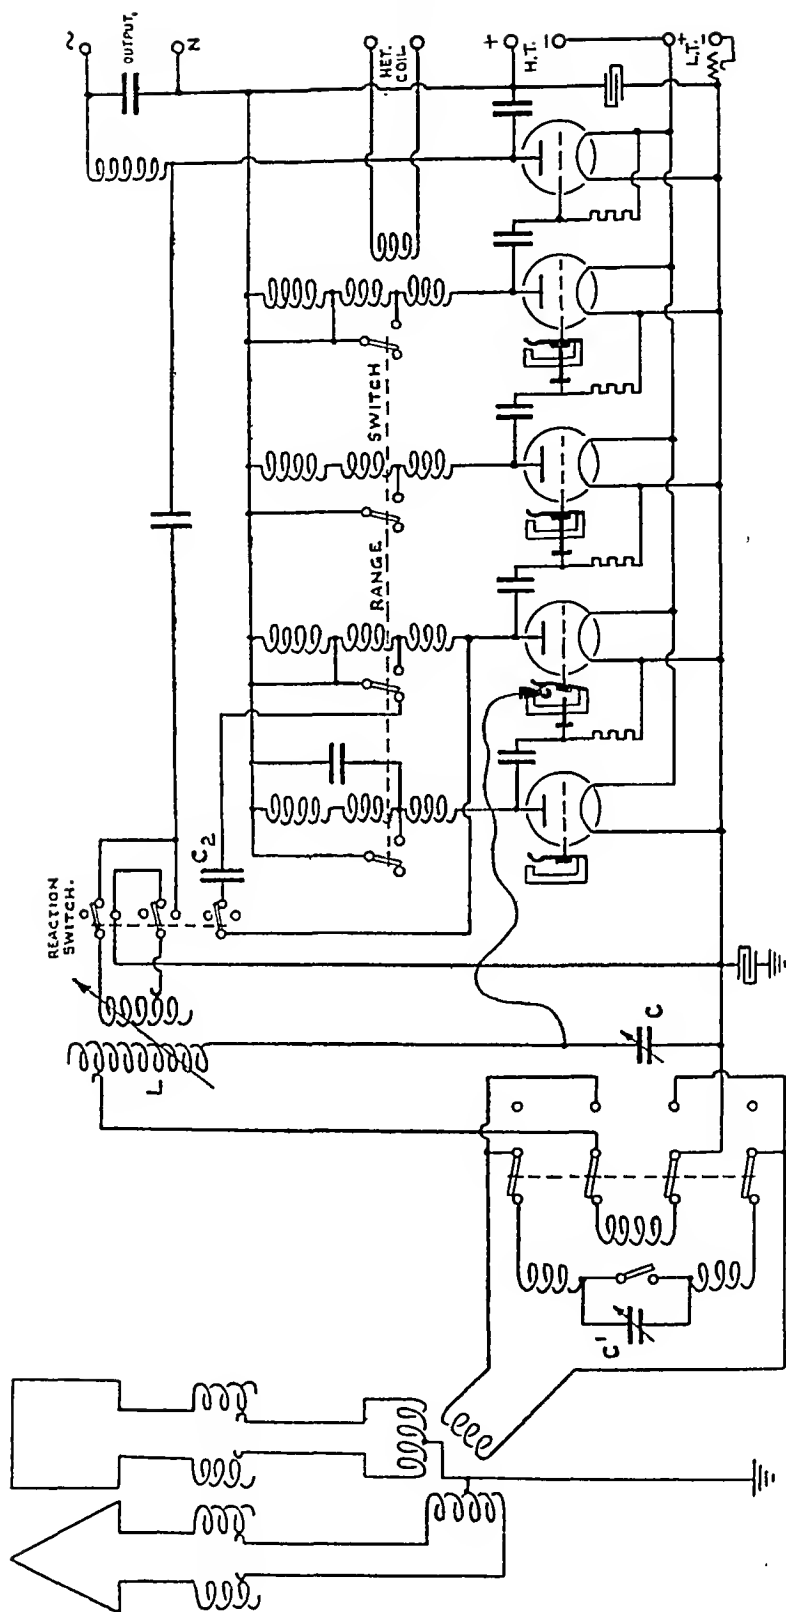 OUTPUT,
REACTION
SWITCH.
L
C₂
HET.
COIL
RANGE SWITCH
+ H.T. −
+ L.T. −
C
C'